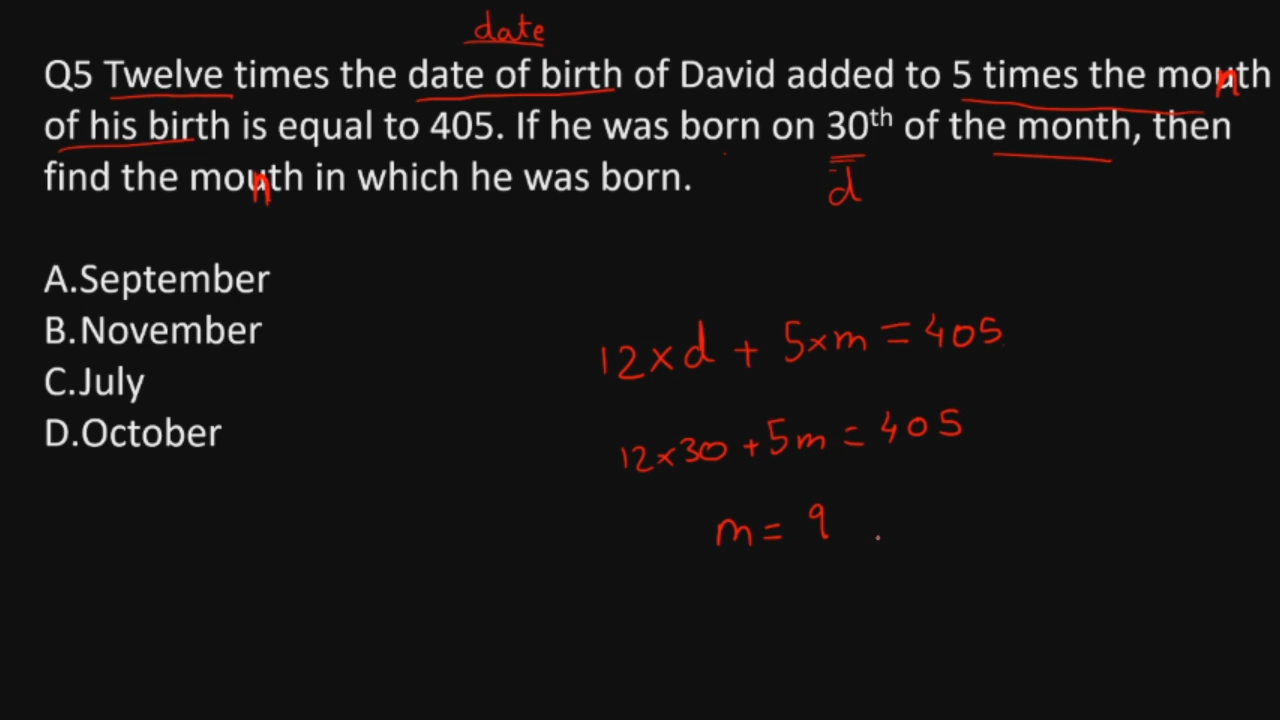 date
Q5 Twelve times the date of birth of David added to 5 times the mouth
n
of his birth is equal to 405. If he was born on 30th of the month, then
find the mouth in which he was born.
n
d
A.September
B.November
C.July
D.October
12×d + 5×m = 405
12×30 + 5m = 405
m = 9